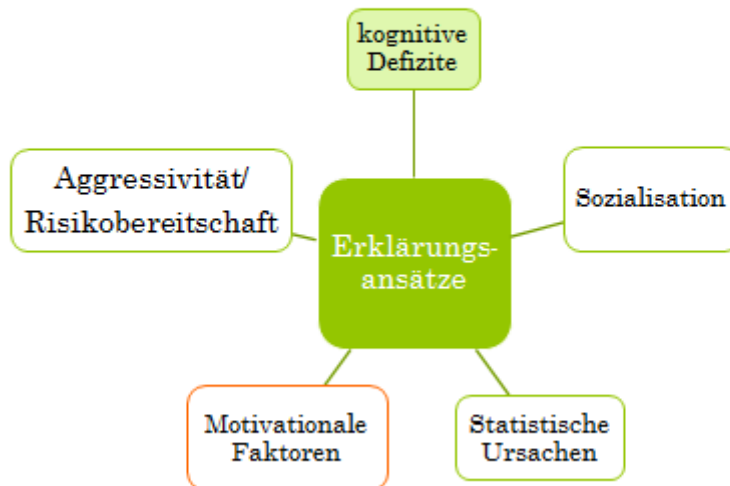 kognitive
Defizite
Aggressivität/
Risikobereitschaft
Sozialisation
Erklärungs-
ansätze
Motivationale
Faktoren
Statistische
Ursachen